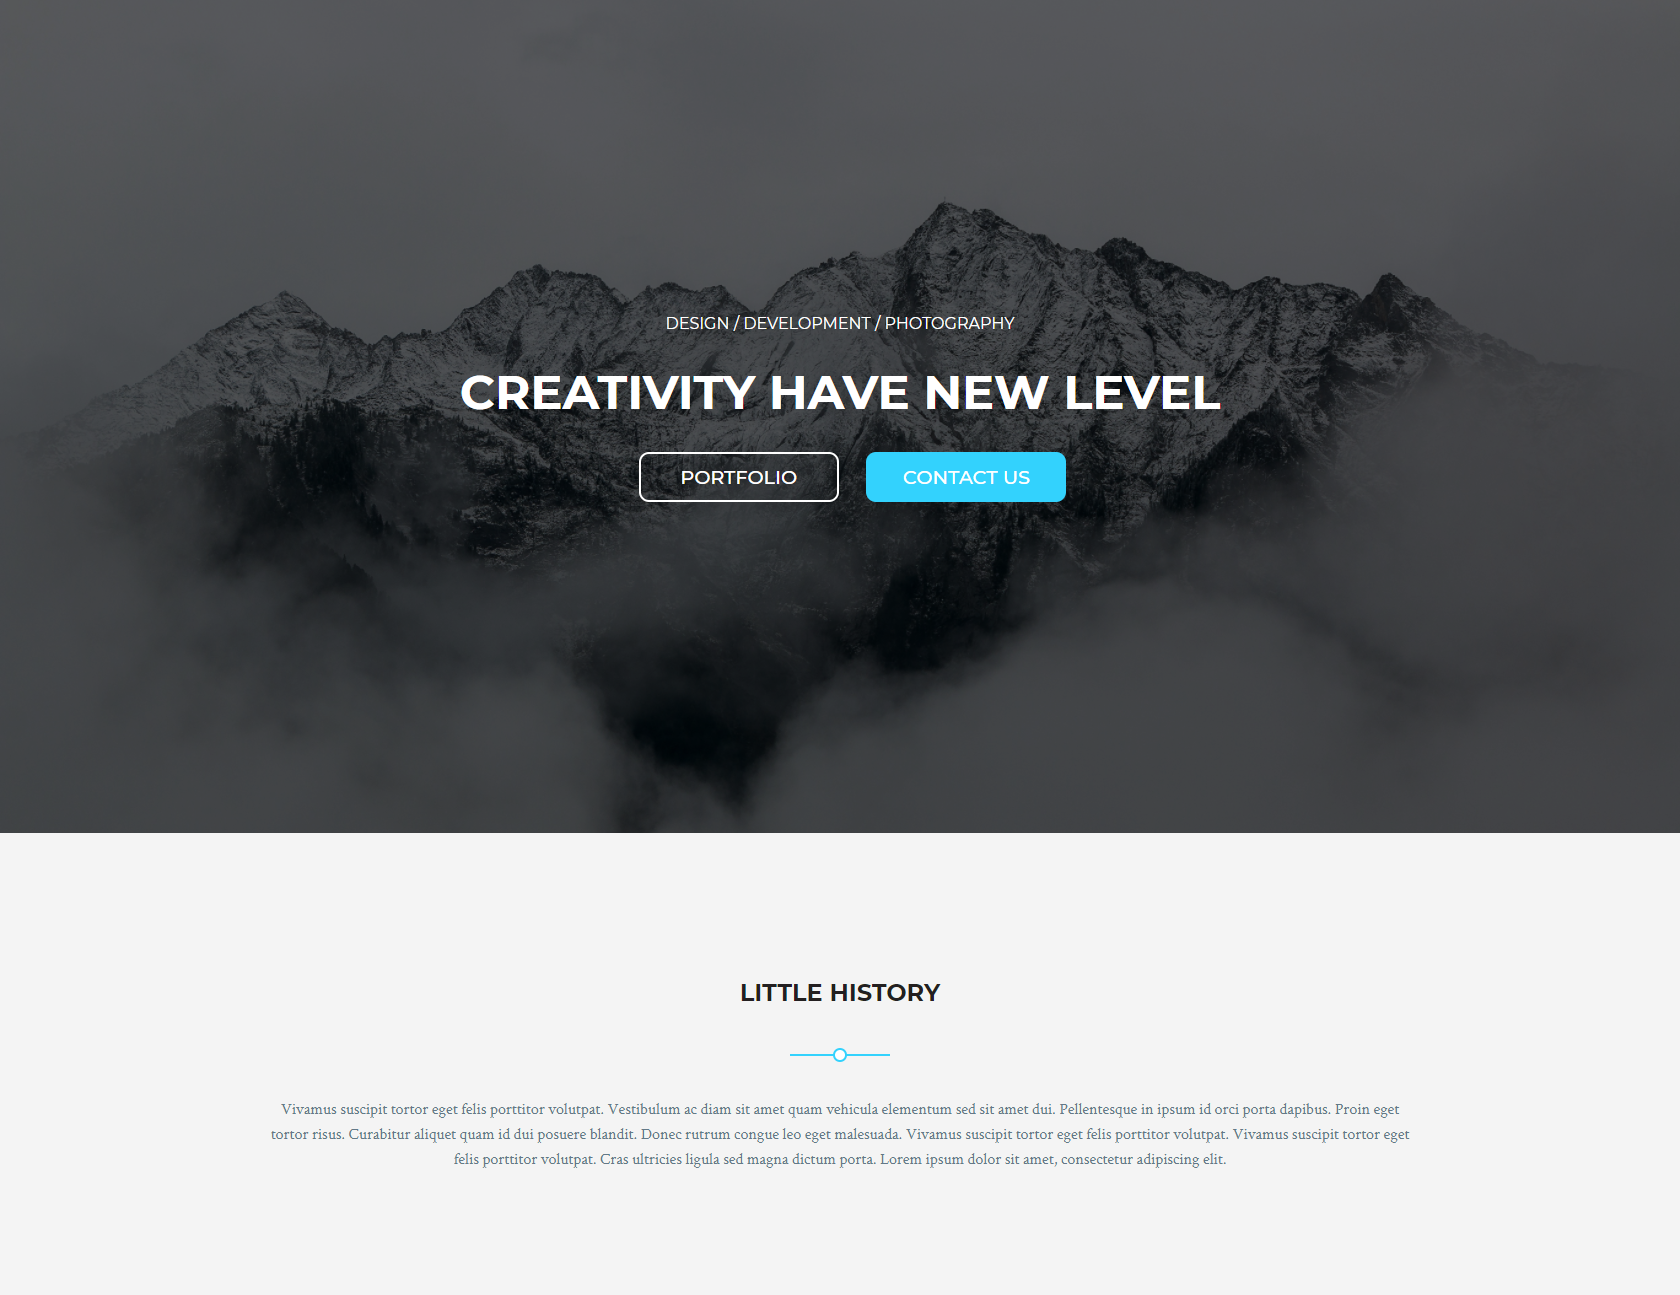 DESIGN / DEVELOPMENT / PHOTOGRAPHY
CREATIVITY HAVE NEW LEVEL
PORTFOLIO CONTACT US
LITTLE HISTORY
Vivamus suscipit tortor eget felis porttitor volutpat. Vestibulum ac diam sit amet quam vehicula elementum sed sit amet dui. Pellentesque in ipsum id orci porta dapibus. Proin eget
tortor risus. Curabitur aliquet quam id dui posuere blandit. Donec rutrum congue leo eget malesuada. Vivamus suscipit tortor eget felis porttitor volutpat. Vivamus suscipit tortor eget
felis porttitor volutpat. Cras ultricies ligula sed magna dictum porta. Lorem ipsum dolor sit amet, consectetur adipiscing elit.